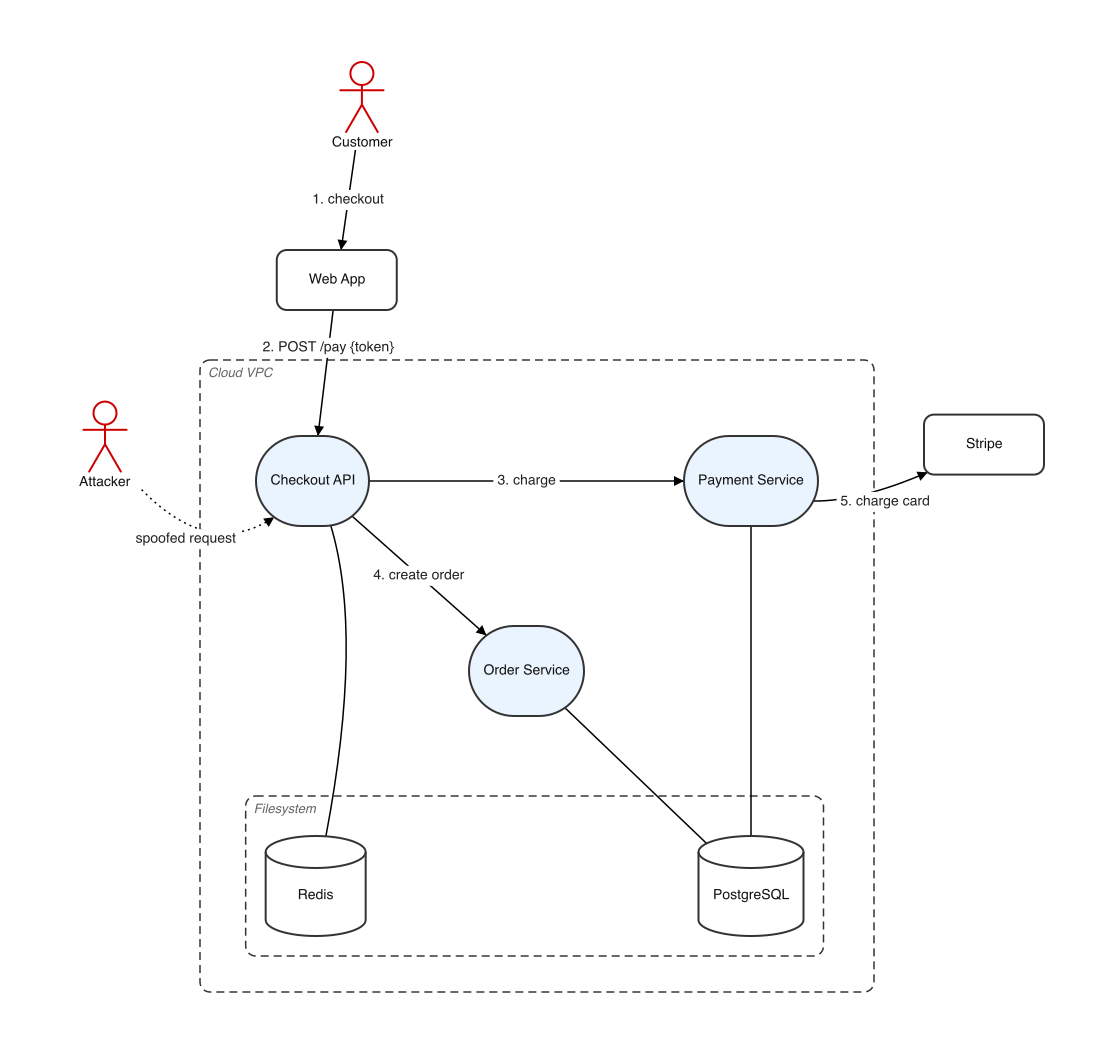 Customer
1. checkout
Web App
2. POST /pay {token}
Cloud VPC
Attacker
Checkout API
3. charge
Payment Service
Stripe
5. charge card
spoofed request
4. create order
Order Service
Filesystem
Redis
PostgreSQL